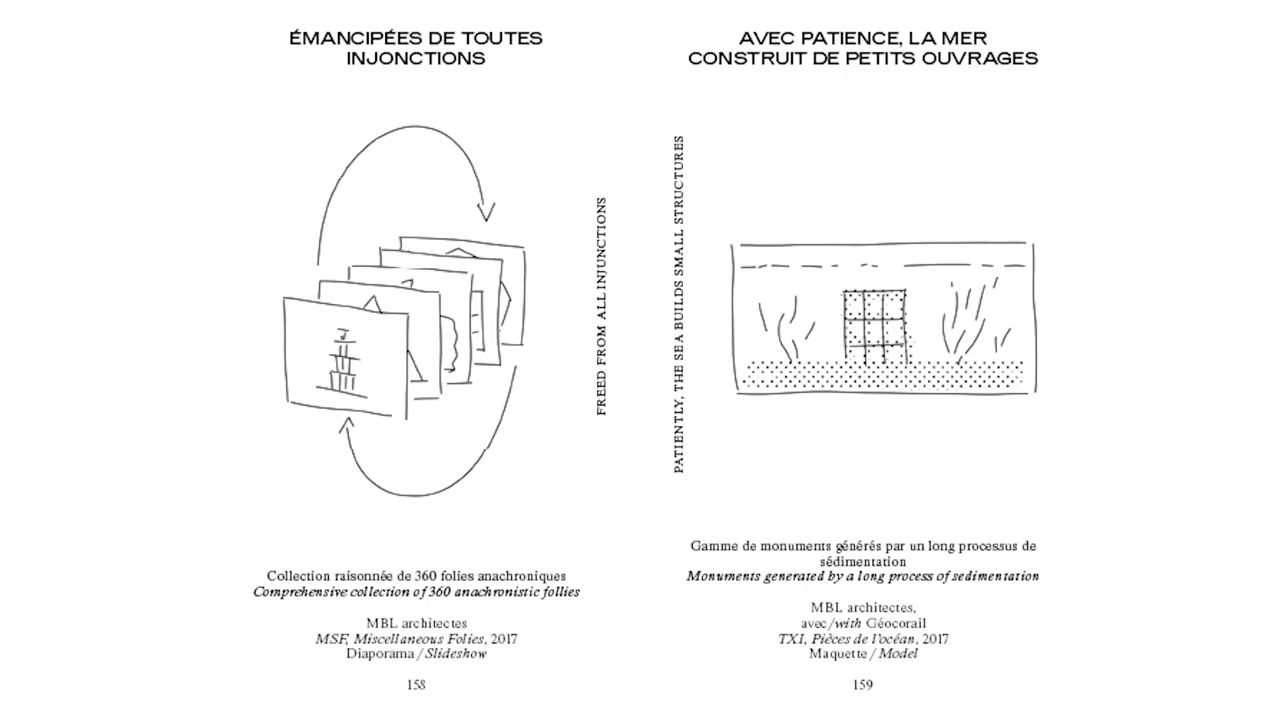 ÉMANCIPÉES DE TOUTES
INJONCTIONS
FREED FROM ALL INJUNCTIONS
Collection raisonnée de 360 folies anachroniques
Comprehensive collection of 360 anachronistic follies
MBL architectes
MSF, Miscellaneous Folies, 2017
Diaporama / Slideshow
158
AVEC PATIENCE, LA MER
CONSTRUIT DE PETITS OUVRAGES
PATIENTLY, THE SEA BUILDS SMALL STRUCTURES
Gamme de monuments générés par un long processus de
sédimentation
Monuments generated by a long process of sedimentation
MBL architectes,
avec/with Géocorail
TXI, Pièces de l'océan, 2017
Maquette / Model
159